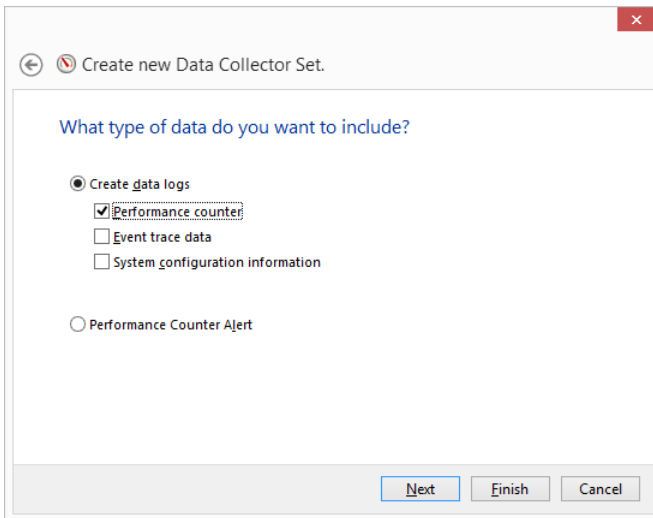 Create new Data Collector Set.
What type of data do you want to include?
Create data logs
Performance counter
Event trace data
System configuration information
Performance Counter Alert
Next Finish Cancel